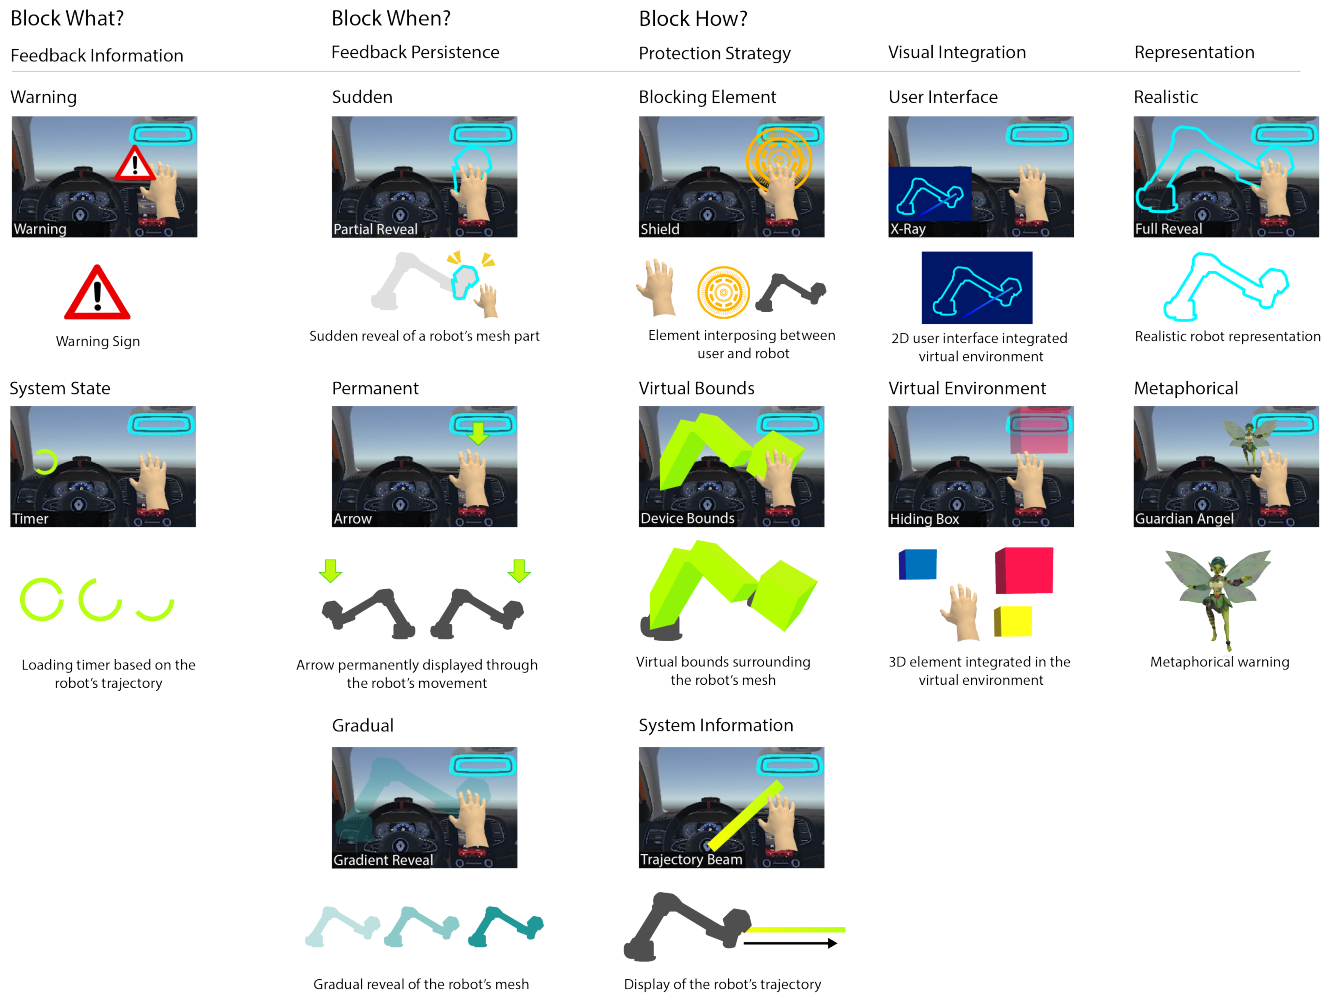 Block What?
Block When?
Block How?
Feedback Information
Feedback Persistence
Protection Strategy
Visual Integration
Representation
Warning
Sudden
Blocking Element
User Interface
Realistic
Warning
Partial Reveal
Shield
X-Ray
Full Reveal
Warning Sign
Sudden reveal of a robot's mesh part
Element interposing between
user and robot
2D user interface integrated
virtual environment
Realistic robot representation
System State
Permanent
Virtual Bounds
Virtual Environment
Metaphorical
Timer
Arrow
Device Bounds
Hiding Box
Guardian Angel
Loading timer based on the
robot's trajectory
Arrow permanently displayed through
the robot's movement
Virtual bounds surrounding
the robot's mesh
3D element integrated in the
virtual environment
Metaphorical warning
Gradual
System Information
Gradient Reveal
Trajectory Beam
Gradual reveal of the robot's mesh
Display of the robot's trajectory